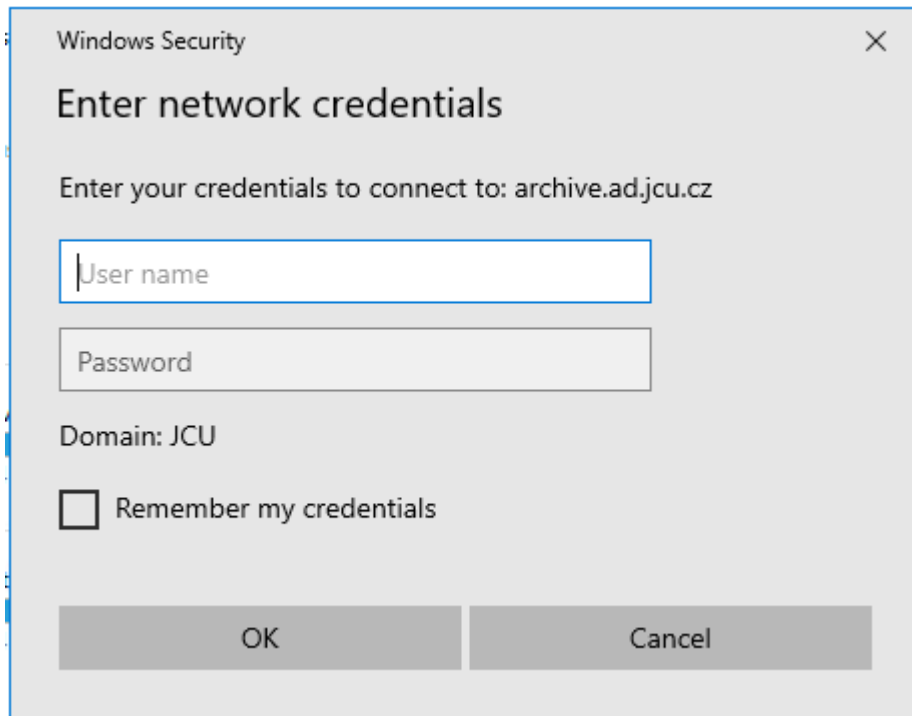 Windows Security
Enter network credentials
Enter your credentials to connect to: archive.ad.jcu.cz
User name
Password
Domain: JCU
Remember my credentials
OK
Cancel